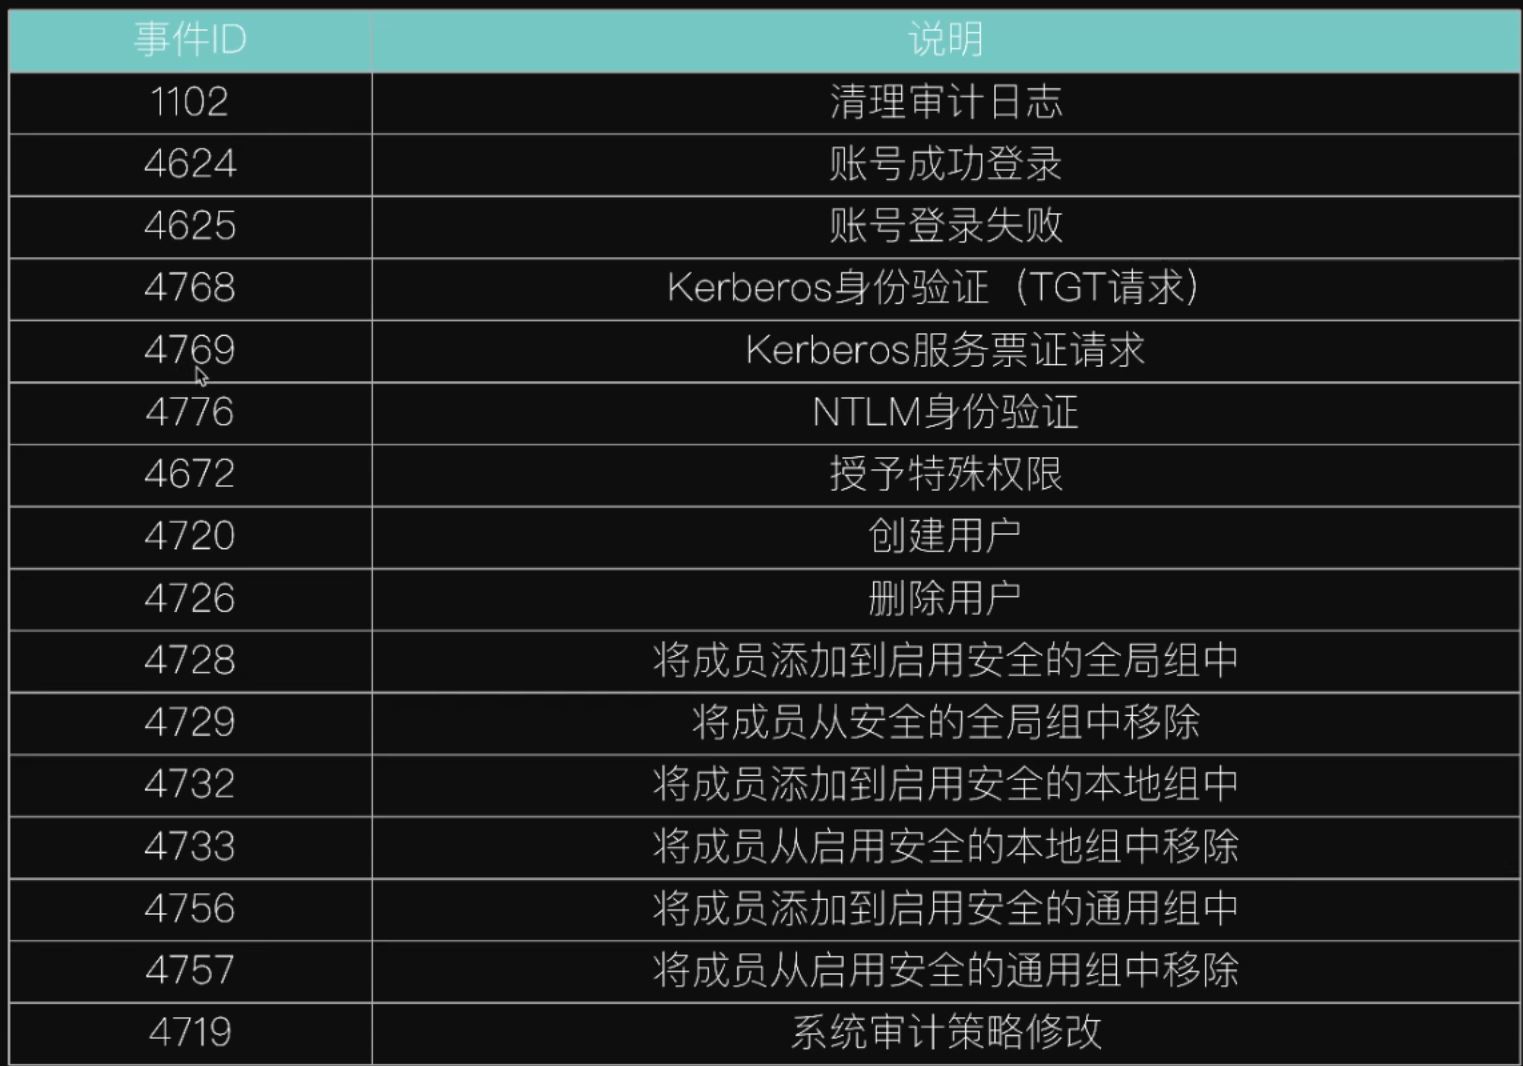 事件ID 说明
1102 清理审计日志
4624 账号成功登录
4625 账号登录失败
4768 Kerberos身份验证（TGT请求）
4769 Kerberos服务票证请求
4776 NTLM身份验证
4672 授予特殊权限
4720 创建用户
4726 删除用户
4728 将成员添加到启用安全的全局组中
4729 将成员从安全的全局组中移除
4732 将成员添加到启用安全的本地组中
4733 将成员从启用安全的本地组中移除
4756 将成员添加到启用安全的通用组中
4757 将成员从启用安全的通用组中移除
4719 系统审计策略修改